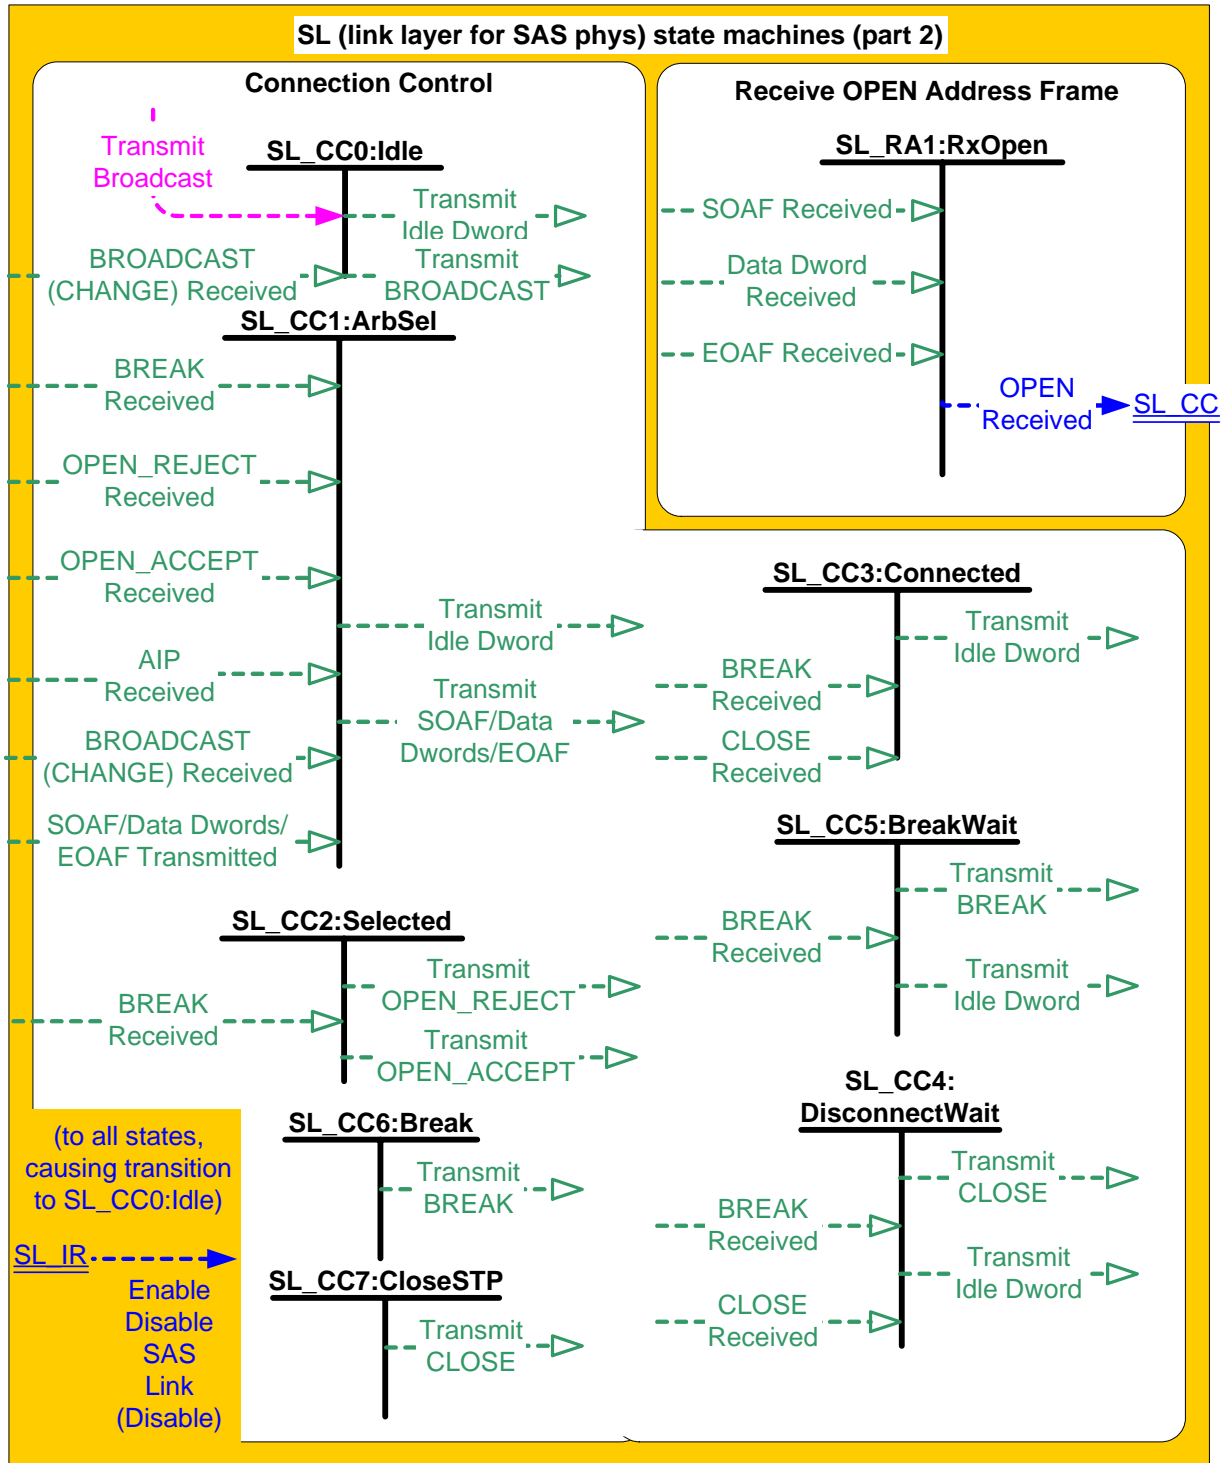 SL (link layer for SAS phys) state machines (part 2)
Connection Control
Transmit
Broadcast
SL_CC0:Idle
Transmit
Idle Dword
BROADCAST
(CHANGE) Received
Transmit
BROADCAST
SL_CC1:ArbSel
BREAK
Received
OPEN_REJECT
Received
OPEN_ACCEPT
Received
Transmit
Idle Dword
AIP
Received
Transmit
SOAF/Data
Dwords/EOAF
BROADCAST
(CHANGE) Received
SOAF/Data Dwords/
EOAF Transmitted
SL_CC2:Selected
Transmit
OPEN_REJECT
BREAK
Received
Transmit
OPEN_ACCEPT
(to all states,
causing transition
to SL_CC0:Idle)
SL_IR
Enable
Disable
SAS
Link
(Disable)
SL_CC6:Break
Transmit
BREAK
SL_CC7:CloseSTP
Transmit
CLOSE
Receive OPEN Address Frame
SL_RA1:RxOpen
SOAF Received
Data Dword
Received
EOAF Received
OPEN
Received
SL_CC
SL_CC3:Connected
Transmit
Idle Dword
BREAK
Received
CLOSE
Received
SL_CC5:BreakWait
Transmit
BREAK
BREAK
Received
Transmit
Idle Dword
SL_CC4:
DisconnectWait
Transmit
CLOSE
BREAK
Received
Transmit
Idle Dword
CLOSE
Received